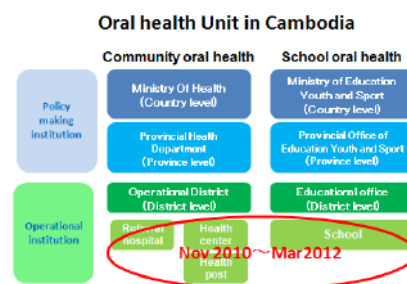 Oral health Unit in Cambodia
Community oral health
School oral health
Policy
making
institution
Ministry Of Health
(Country level)
Ministry of Education
Youth and Sport
(Country level)
Provincial Health
Department
(Province level)
Provincial Office of
Education Youth and Sport
(Province level)
Operational
institution
Operational District
(District level)
Educational office
(District level)
Referral
hospital
Health
center
School
Nov 2010～Mar2012
Health
post